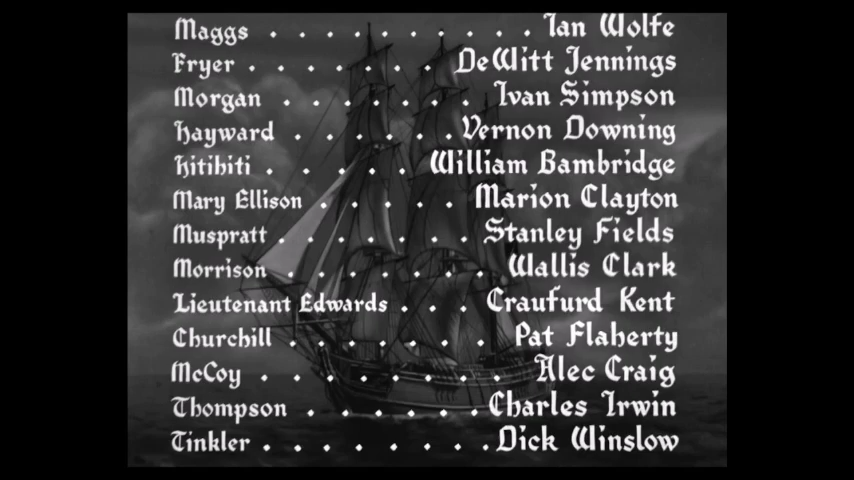 Maggs . . . . . . . . . . Ian Wolfe
Fryer . . . . . . DeWitt Jennings
Morgan . . . . . . Ivan Simpson
Hayward . . . . . Vernon Downing
Hitihiti . . . . . William Bambridge
Mary Ellison . . . . Marion Clayton
Muspratt . . . . . Stanley Fields
Morrison . . . . . . Wallis Clark
Lieutenant Edwards . . . Craufurd Kent
Churchill . . . . . . Pat Flaherty
McCoy . . . . . . . Alec Craig
Thompson . . . . . Charles Irwin
Tinkler . . . . . . . . Dick Winslow